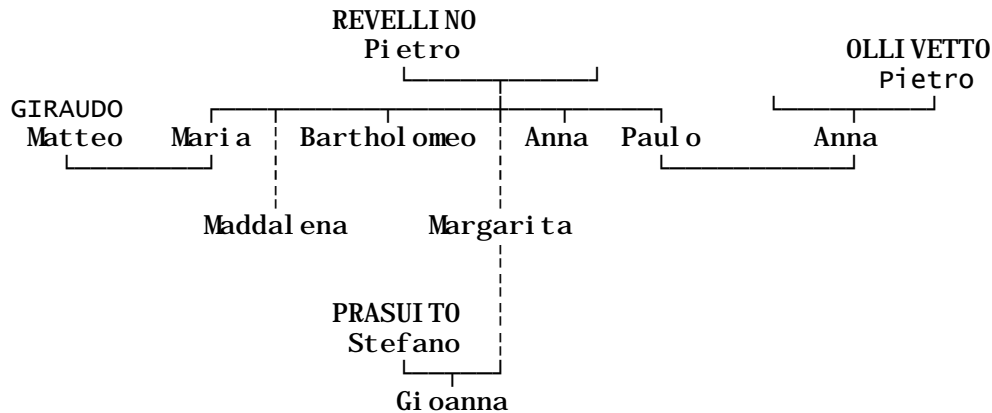 REVELLINO
Pietro
OLLIVETTO
Pietro
GIRAUDO
Matteo Maria Bartholomeo Anna Paulo Anna
Maddalena Margarita
PRASUITO
Stefano
Gioanna